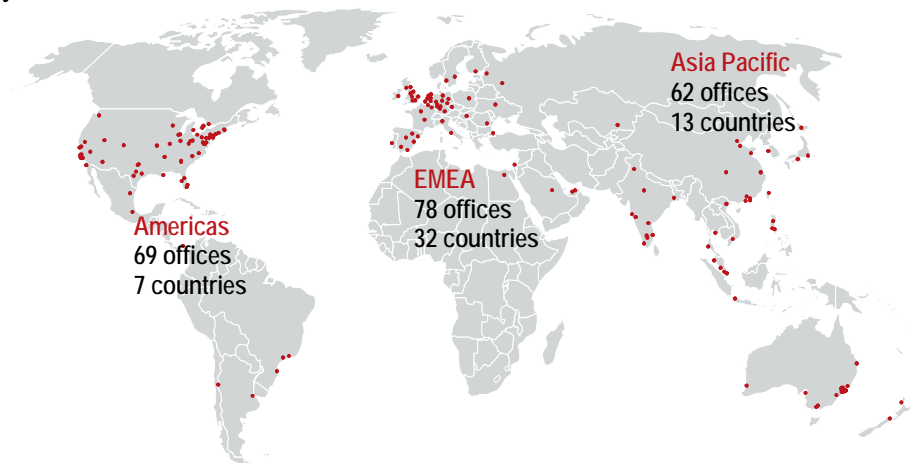 Asia Pacific
62 offices
13 countries
EMEA
78 offices
32 countries
Americas
69 offices
7 countries